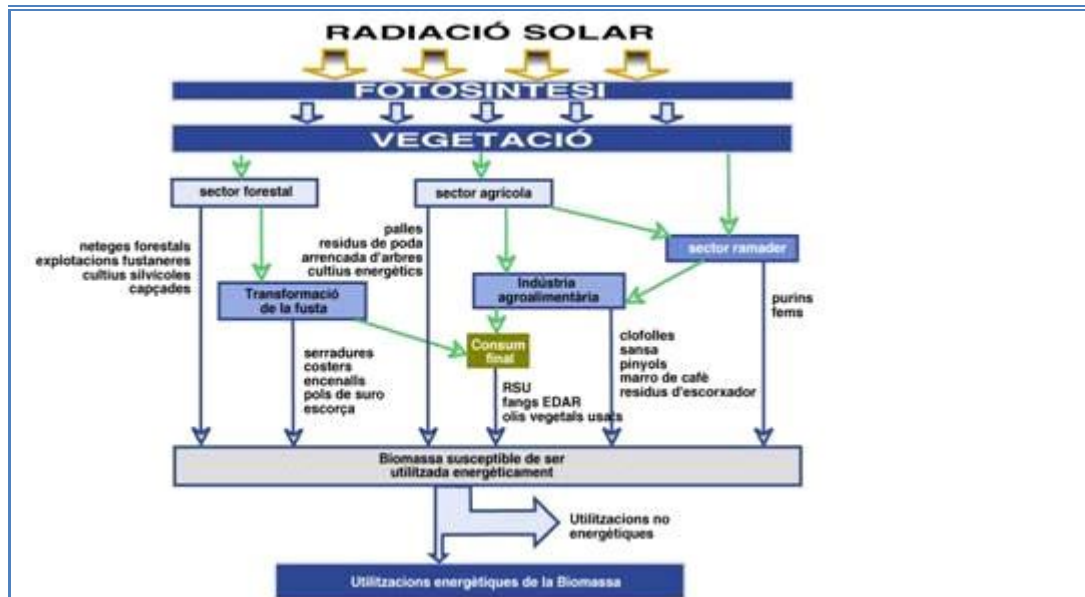 RADIACIÓ SOLAR
FOTOSÍNTESI
VEGETACIÓ
sector forestal
sector agrícola
sector ramader
neteges forestals
explotacions fustaneres
cultius silvícoles
capçades
palles
residus de poda
arrencada d'arbres
cultius energètics
Transformació
de la fusta
Indústria
agroalimentària
purins
fems
Consum
final
serradures
costers
encenalls
pols de suro
escorça
RSU
fangs EDAR
olis vegetals usats
clofolles
sansa
pinyols
marro de cafè
residus d'escorxador
Biomassa susceptible de ser
utilitzada energèticament
Utilitzacions no
energètiques
Utilitzacions energètiques de la Biomassa